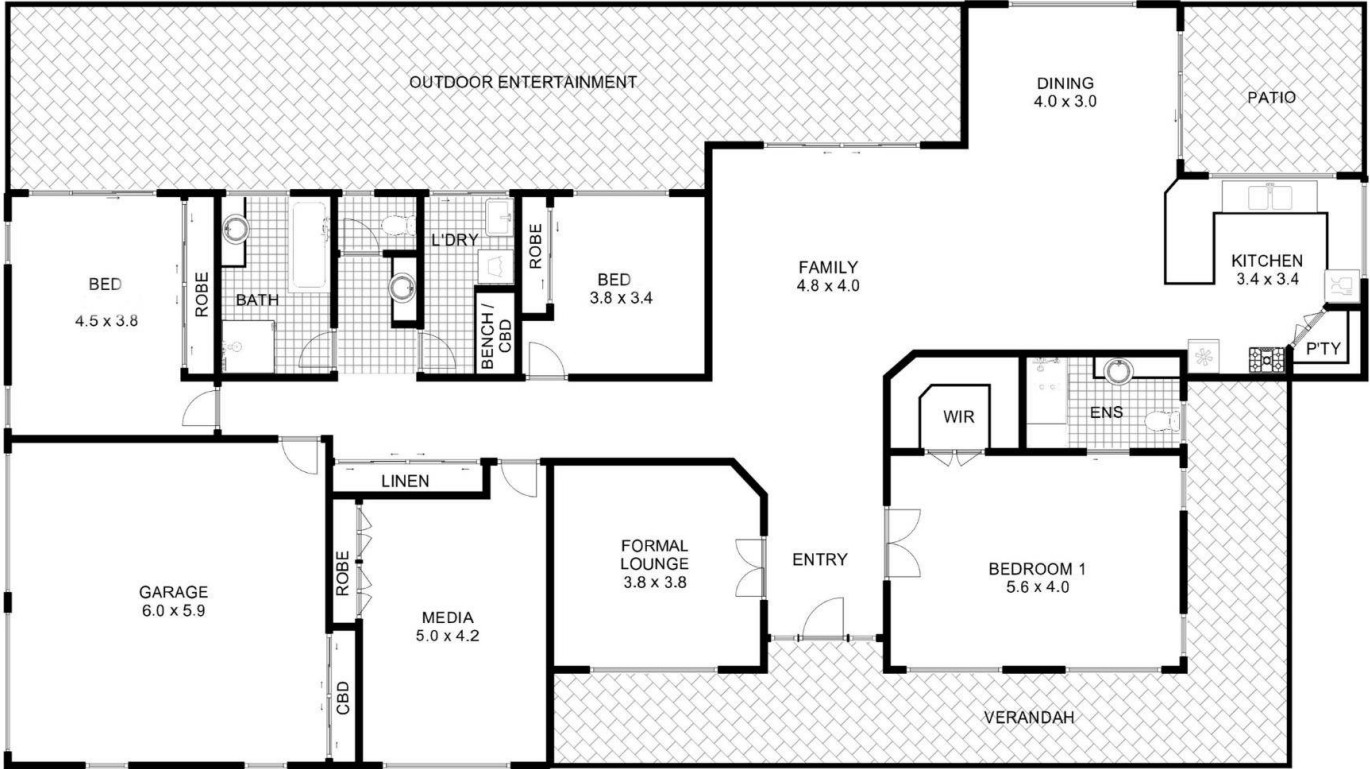 OUTDOOR ENTERTAINMENT
DINING
4.0 x 3.0
PATIO
BED
4.5 x 3.8
ROBE
BATH
L'DRY
BENCH /
CBD
ROBE
BED
3.8 x 3.4
FAMILY
4.8 x 4.0
KITCHEN
3.4 x 3.4
P'TY
WIR
ENS
LINEN
GARAGE
6.0 x 5.9
ROBE
CBD
MEDIA
5.0 x 4.2
FORMAL
LOUNGE
3.8 x 3.8
ENTRY
BEDROOM 1
5.6 x 4.0
VERANDAH